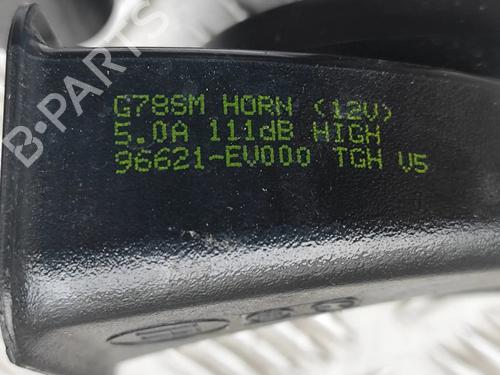 G78SM HORN (12V)
5.0A 111dB HIGH
96621-EV000 TGH V5
B-PARTS